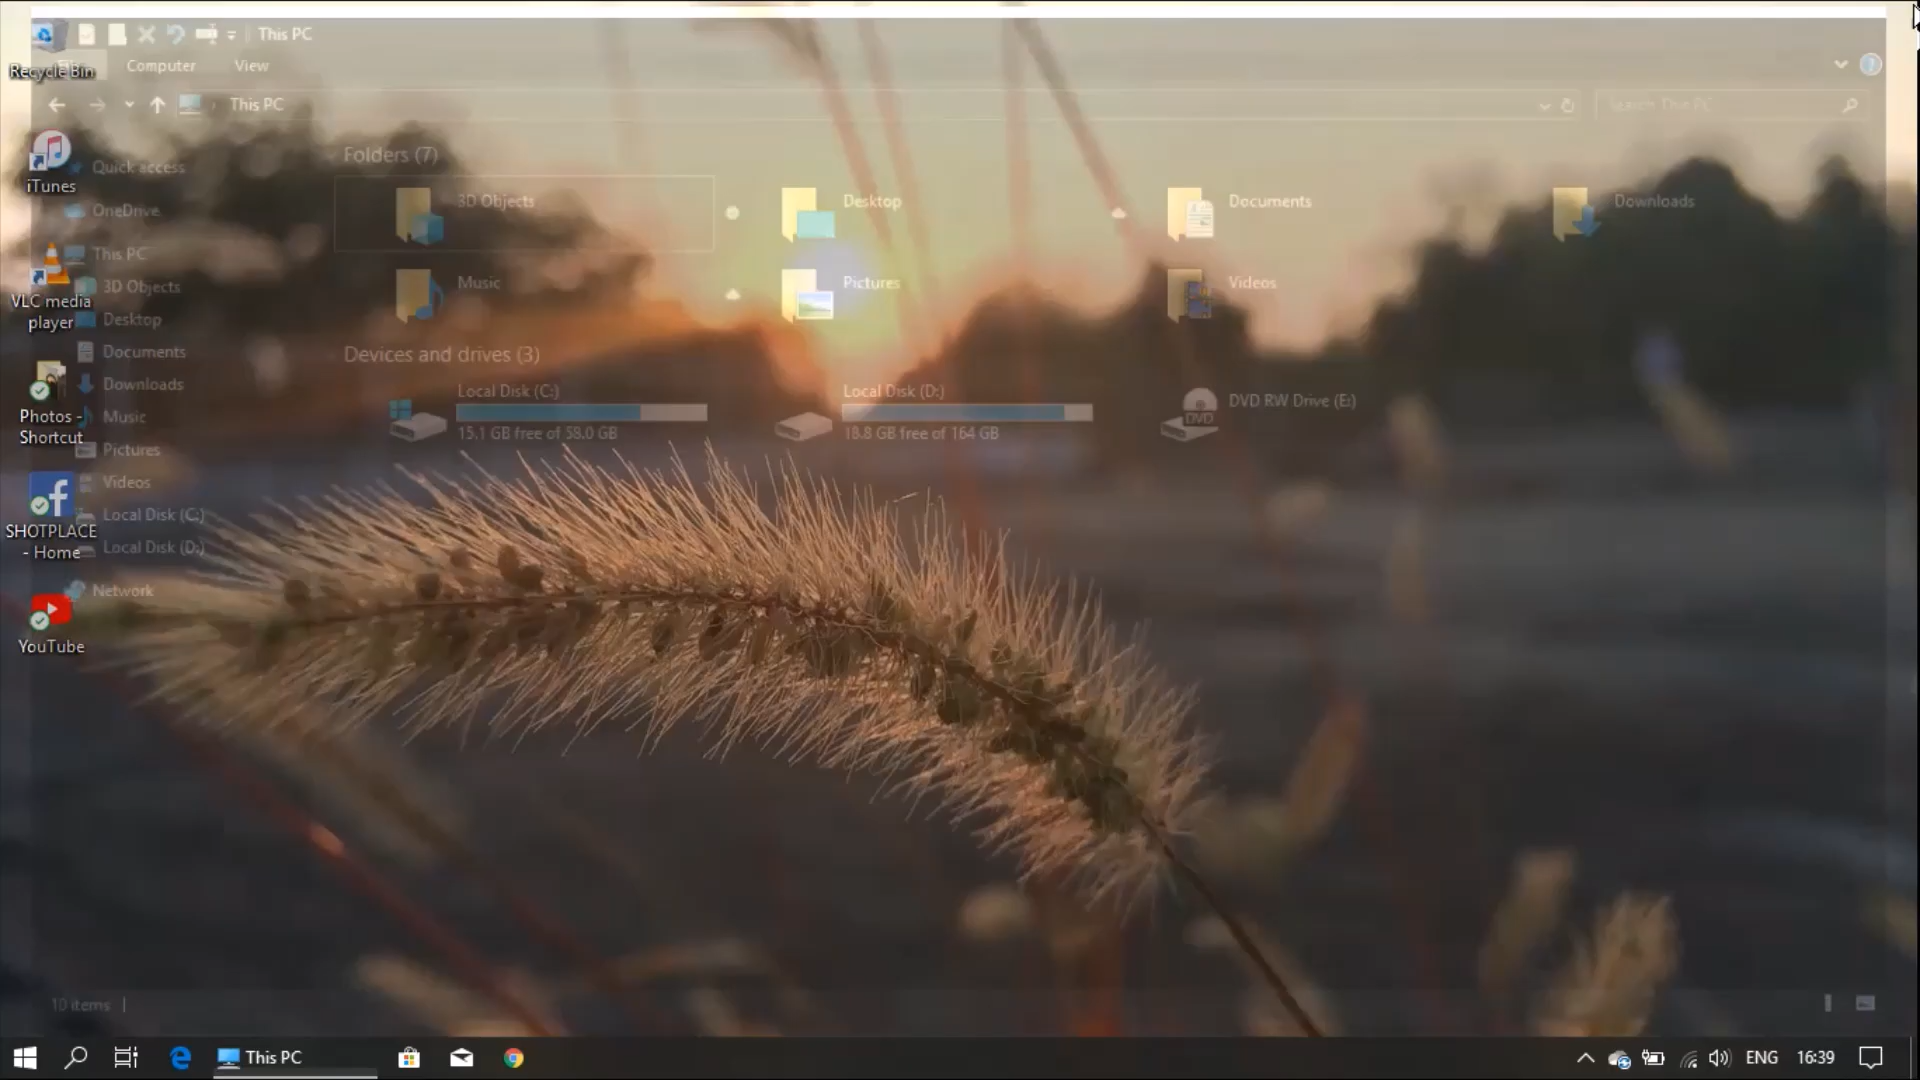 This PC
Recycle Bin
Computer
View
This PC
Search This PC
iTunes
Quick access
OneDrive
This PC
3D Objects
VLC media
player
Desktop
Documents
Downloads
Photos -
Shortcut
Music
Pictures
Videos
SHOTPLACE
- Home
Local Disk (C:)
Local Disk (D:)
Network
YouTube
Folders (7)
3D Objects
Desktop
Documents
Downloads
Music
Pictures
Videos
Devices and drives (3)
Local Disk (C:)
15.1 GB free of 58.0 GB
Local Disk (D:)
18.8 GB free of 164 GB
DVD RW Drive (E:)
DVD
10 items
This PC
ENG
16:39